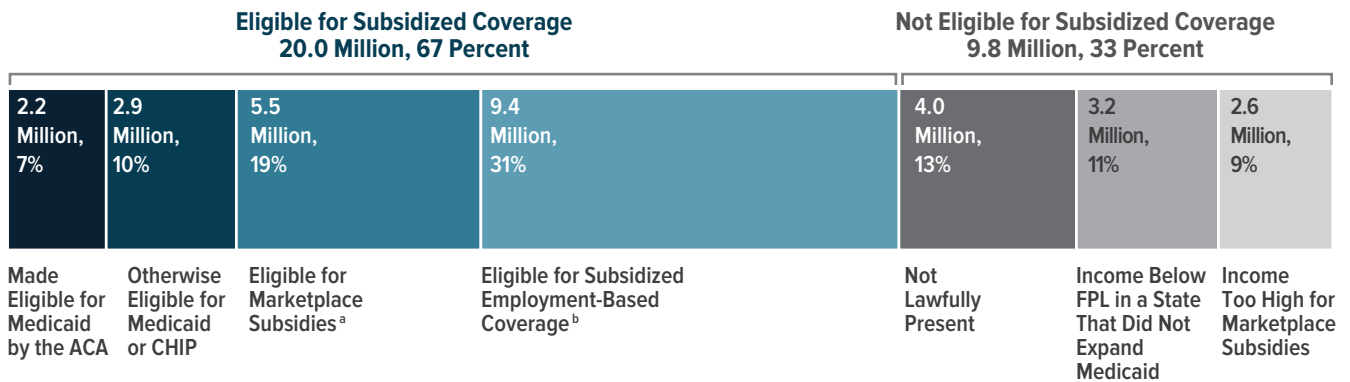 Eligible for Subsidized Coverage
20.0 Million, 67 Percent
Not Eligible for Subsidized Coverage
9.8 Million, 33 Percent
2.2
Million,
7%
2.9
Million,
10%
5.5
Million,
19%
9.4
Million,
31%
4.0
Million,
13%
3.2
Million,
11%
2.6
Million,
9%
Made
Eligible for
Medicaid
by the ACA
Otherwise
Eligible for
Medicaid
or CHIP
Eligible for
Marketplace
Subsidies a
Eligible for Subsidized
Employment-Based
Coverage b
Not
Lawfully
Present
Income Below
FPL in a State
That Did Not
Expand
Medicaid
Income
Too High for
Marketplace
Subsidies